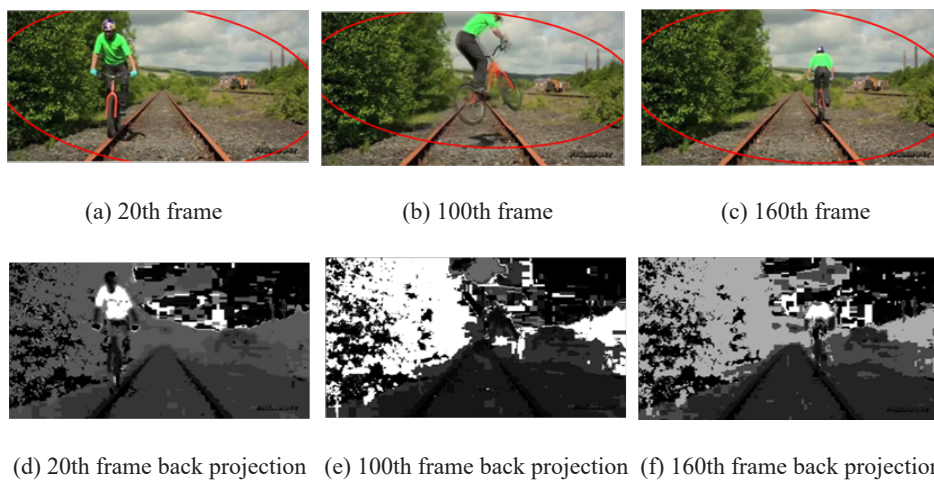 (a) 20th frame
(b) 100th frame
(c) 160th frame
(d) 20th frame back projection
(e) 100th frame back projection
(f) 160th frame back projection